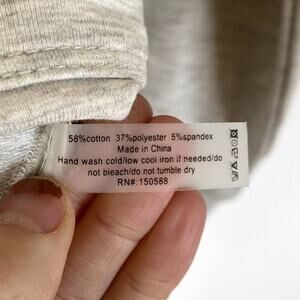 58%cotton 37%polyester 5%spandex
Made in China
Hand wash cold/low cool iron if needed/do
not bleach/do not tumble dry
RN#:150588